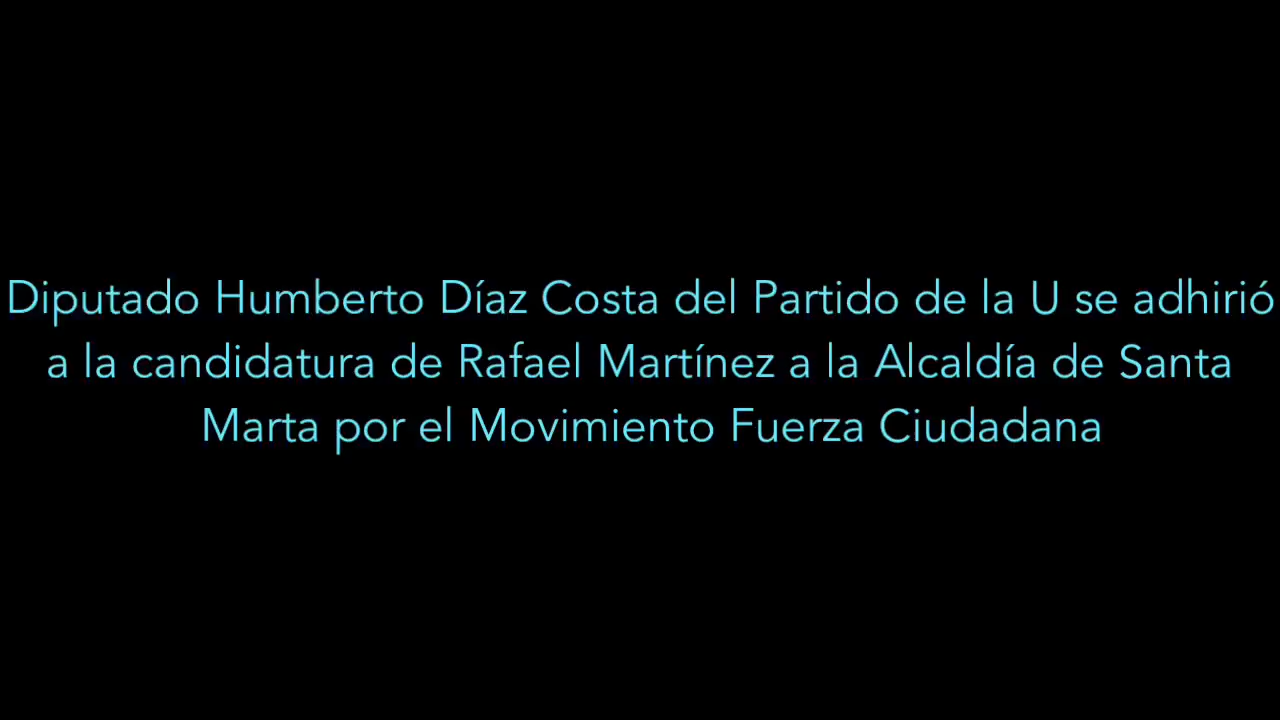 Diputado Humberto Díaz Costa del Partido de la U se adhirió
a la candidatura de Rafael Martínez a la Alcaldía de Santa
Marta por el Movimiento Fuerza Ciudadana